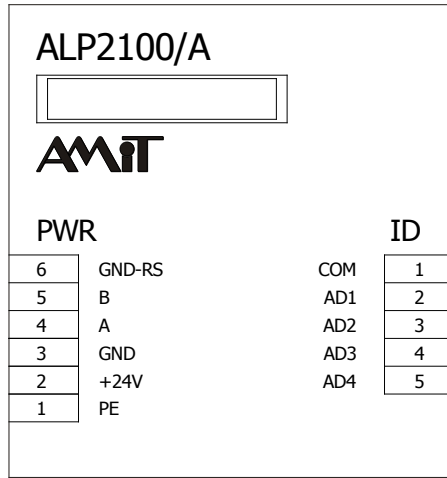 ALP2100/A
AMiT
PWR ID
6 GND-RS COM 1
5 B AD1 2
4 A AD2 3
3 GND AD3 4
2 +24V AD4 5
1 PE